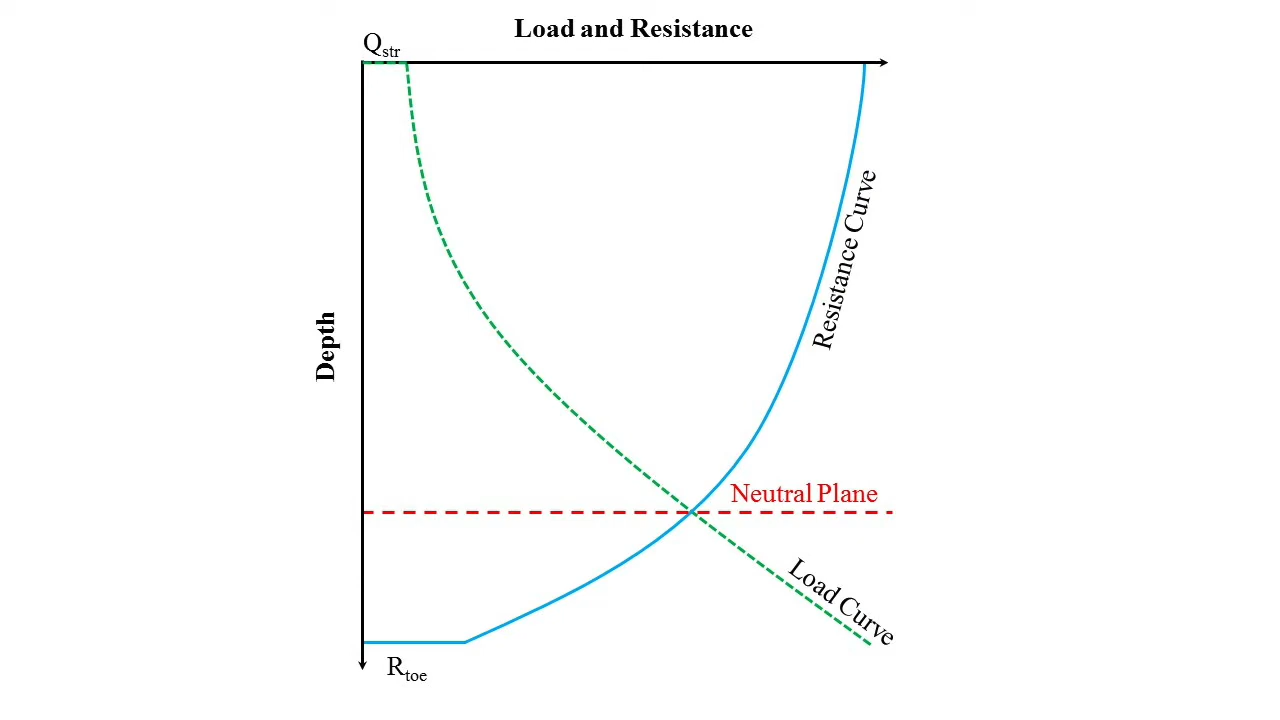 Load and Resistance
Qstr
Resistance Curve
Depth
Neutral Plane
Load Curve
Rtoe